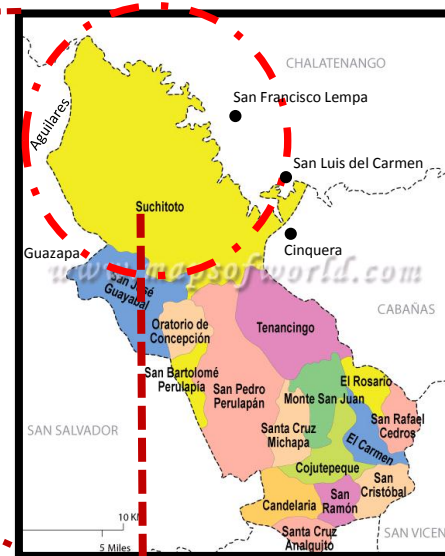 CHALATENANGO
Aguilares
San Francisco Lempa
San Luis del Carmen
Suchitoto
Guazapa
Cinquera
www.mapsofworld.com
San José
Guayabal
CABAÑAS
Oratorio de
Concepción
Tenancingo
San Bartolomé
Perulapía
San Pedro
Perulapán
El Rosario
Monte San Juan
San Rafael
Cedros
Santa Cruz
Michapa
El Carmen
SAN SALVADOR
Cojutepeque
San
Cristóbal
Candelaria
San
Ramón
10 KM
SAN VICEN
Santa Cruz
Analquito
5 Miles